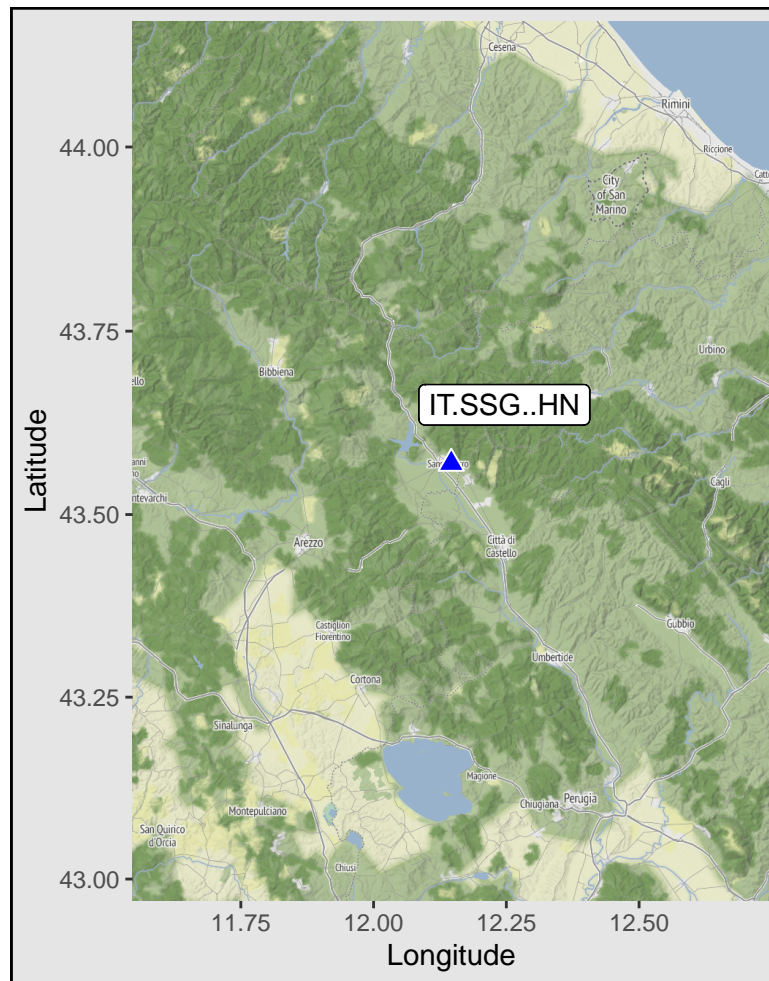 Cesena
Rimini
Riccione
44.00
City
of San
Marino
43.75
Urbino
Bibbiena
IT.SSG..HN
Cagli
43.50
Arezzo
Città di
Castello
Castiglion
Fiorentino
Gubbio
Umbertide
43.25
Cortona
Sinalunga
Magione
Chiugiana
Perugia
Montepulciano
San Quirico
d'Orcia
Chiusi
43.00
11.75
12.00
12.25
12.50
Latitude
Longitude